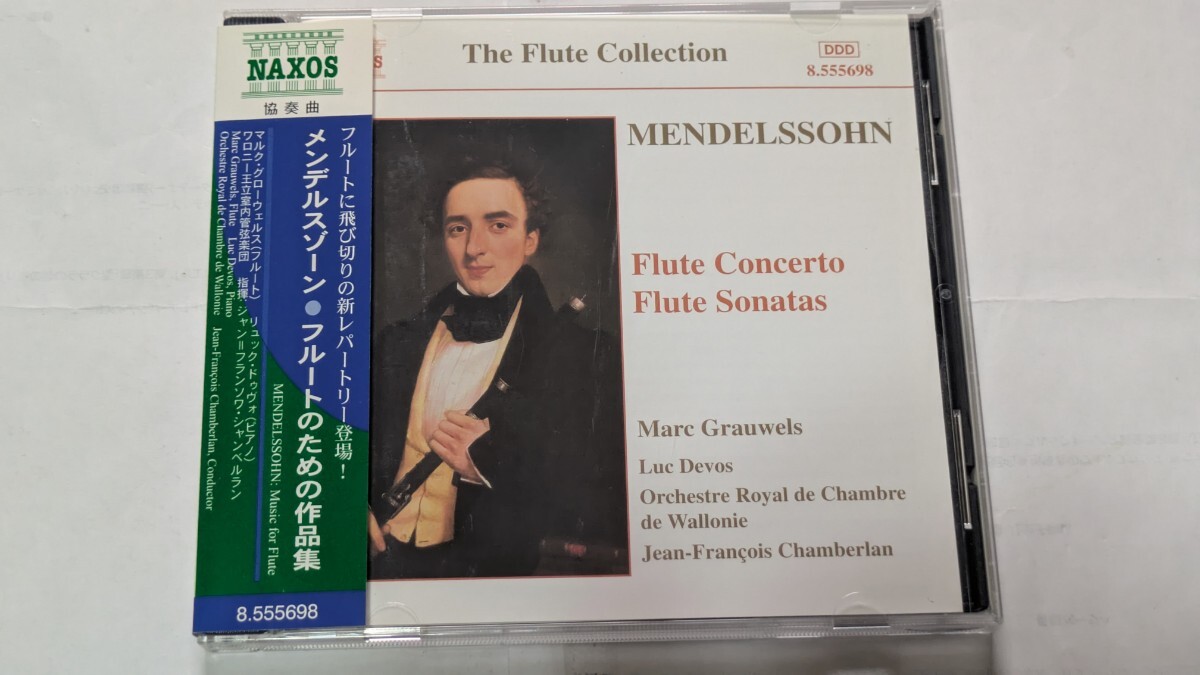 NAXOS
協奏曲
フルートに飛び切りの新レパートリー登場!
メンデルスゾーン●フルートのための作品集
MENDELSSOHN: Music for Flute
マルク・グローウェルス(フルート) リュック・ドゥヴォ(ピアノ)
ワロニー王立室内管弦楽団 指揮:ジャン=フランソワ・シャンベルラン
Marc Grauwels, Flute Luc Devos, Piano
Orchestre Royal de Chambre de Wallonie Jean-François Chamberlan, Conductor
8.555698
The Flute Collection
DDD
8.555698
MENDELSSOHN
Flute Concerto
Flute Sonatas
Marc Grauwels
Luc Devos
Orchestre Royal de Chambre
de Wallonie
Jean-François Chamberlan